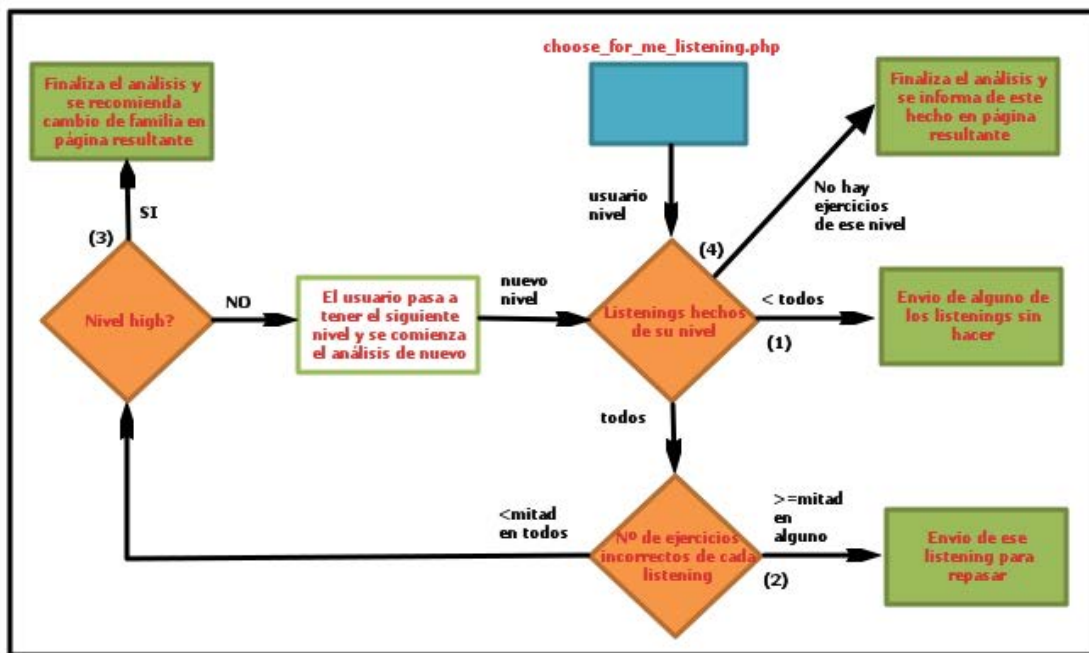 choose_for_me_listening.php
Finaliza el análisis y
se recomienda
cambio de familia en
página resultante
Finaliza el análisis y
se informa de este
hecho en página
resultante
usuario
nivel
No hay
ejercicios
de ese nivel
SI
(3)
(4)
Nivel high?
NO
El usuario pasa a
tener el siguiente
nivel y se comienza
el análisis de nuevo
nuevo
nivel
Listenings hechos
de su nivel
< todos
(1)
Envio de alguno de
los listenings sin
hacer
todos
<mitad
en todos
Nº de ejercicios
incorrectos de cada
listening
>=mitad
en
alguno
(2)
Envio de ese
listening para
repasar